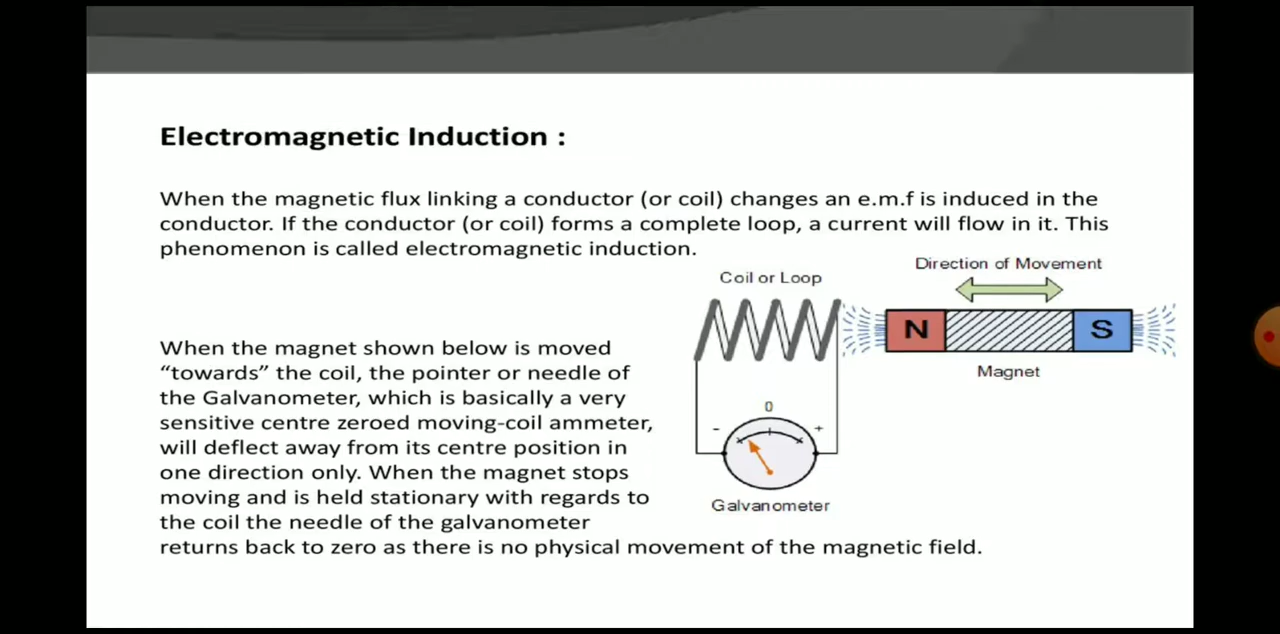 Electromagnetic Induction :
When the magnetic flux linking a conductor (or coil) changes an e.m.f is induced in the
conductor. If the conductor (or coil) forms a complete loop, a current will flow in it. This
phenomenon is called electromagnetic induction.
Direction of Movement
Coil or Loop
N
S
Magnet
When the magnet shown below is moved
“towards” the coil, the pointer or needle of
the Galvanometer, which is basically a very
sensitive centre zeroed moving-coil ammeter,
will deflect away from its centre position in
one direction only. When the magnet stops
moving and is held stationary with regards to
the coil the needle of the galvanometer
returns back to zero as there is no physical movement of the magnetic field.
0
- +
Galvanometer